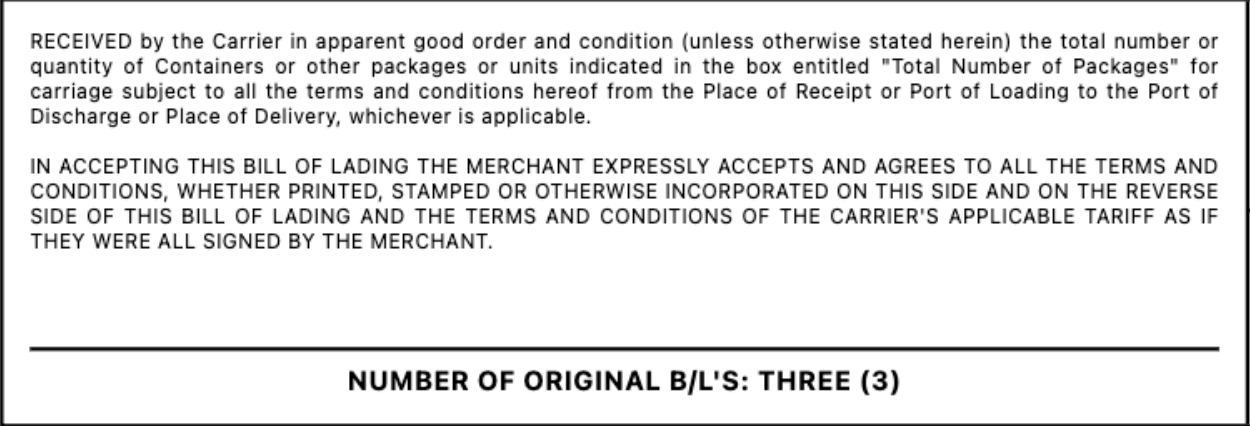 RECEIVED by the Carrier in apparent good order and condition (unless otherwise stated herein) the total number or
quantity of Containers or other packages or units indicated in the box entitled "Total Number of Packages" for
carriage subject to all the terms and conditions hereof from the Place of Receipt or Port of Loading to the Port of
Discharge or Place of Delivery, whichever is applicable.
IN ACCEPTING THIS BILL OF LADING THE MERCHANT EXPRESSLY ACCEPTS AND AGREES TO ALL THE TERMS AND
CONDITIONS, WHETHER PRINTED, STAMPED OR OTHERWISE INCORPORATED ON THIS SIDE AND ON THE REVERSE
SIDE OF THIS BILL OF LADING AND THE TERMS AND CONDITIONS OF THE CARRIER'S APPLICABLE TARIFF AS IF
THEY WERE ALL SIGNED BY THE MERCHANT.
NUMBER OF ORIGINAL B/L'S: THREE (3)